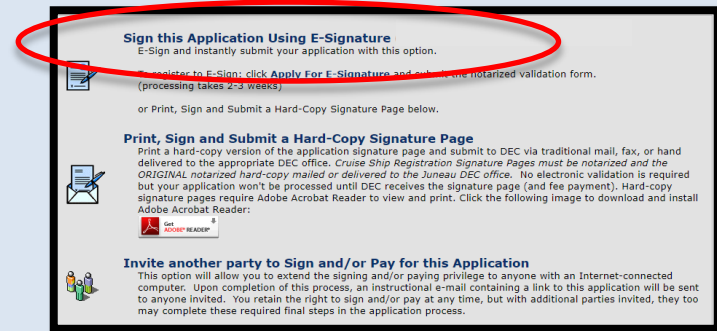 Sign this Application Using E-Signature
E-Sign and instantly submit your application with this option.
To register to E-Sign: click Apply For E-Signature and submit the notarized validation form.
(processing takes 2-3 weeks)
or Print, Sign and Submit a Hard-Copy Signature Page below.
Print, Sign and Submit a Hard-Copy Signature Page
Print a hard-copy version of the application signature page and submit to DEC via traditional mail, fax, or hand
delivered to the appropriate DEC office. Cruise Ship Registration Signature Pages must be notarized and the
ORIGINAL notarized hard-copy mailed or delivered to the Juneau DEC office. No electronic validation is required
but your application won't be processed until DEC receives the signature page (and fee payment). Hard-copy
signature pages require Adobe Acrobat Reader to view and print. Click the following image to download and install
Adobe Acrobat Reader:
Get
ADOBE® READER®
Invite another party to Sign and/or Pay for this Application
This option will allow you to extend the signing and/or paying privilege to anyone with an Internet-connected
computer. Upon completion of this process, an instructional e-mail containing a link to this application will be sent
to anyone invited. You retain the right to sign and/or pay at any time, but with additional parties invited, they too
may complete these required final steps in the application process.